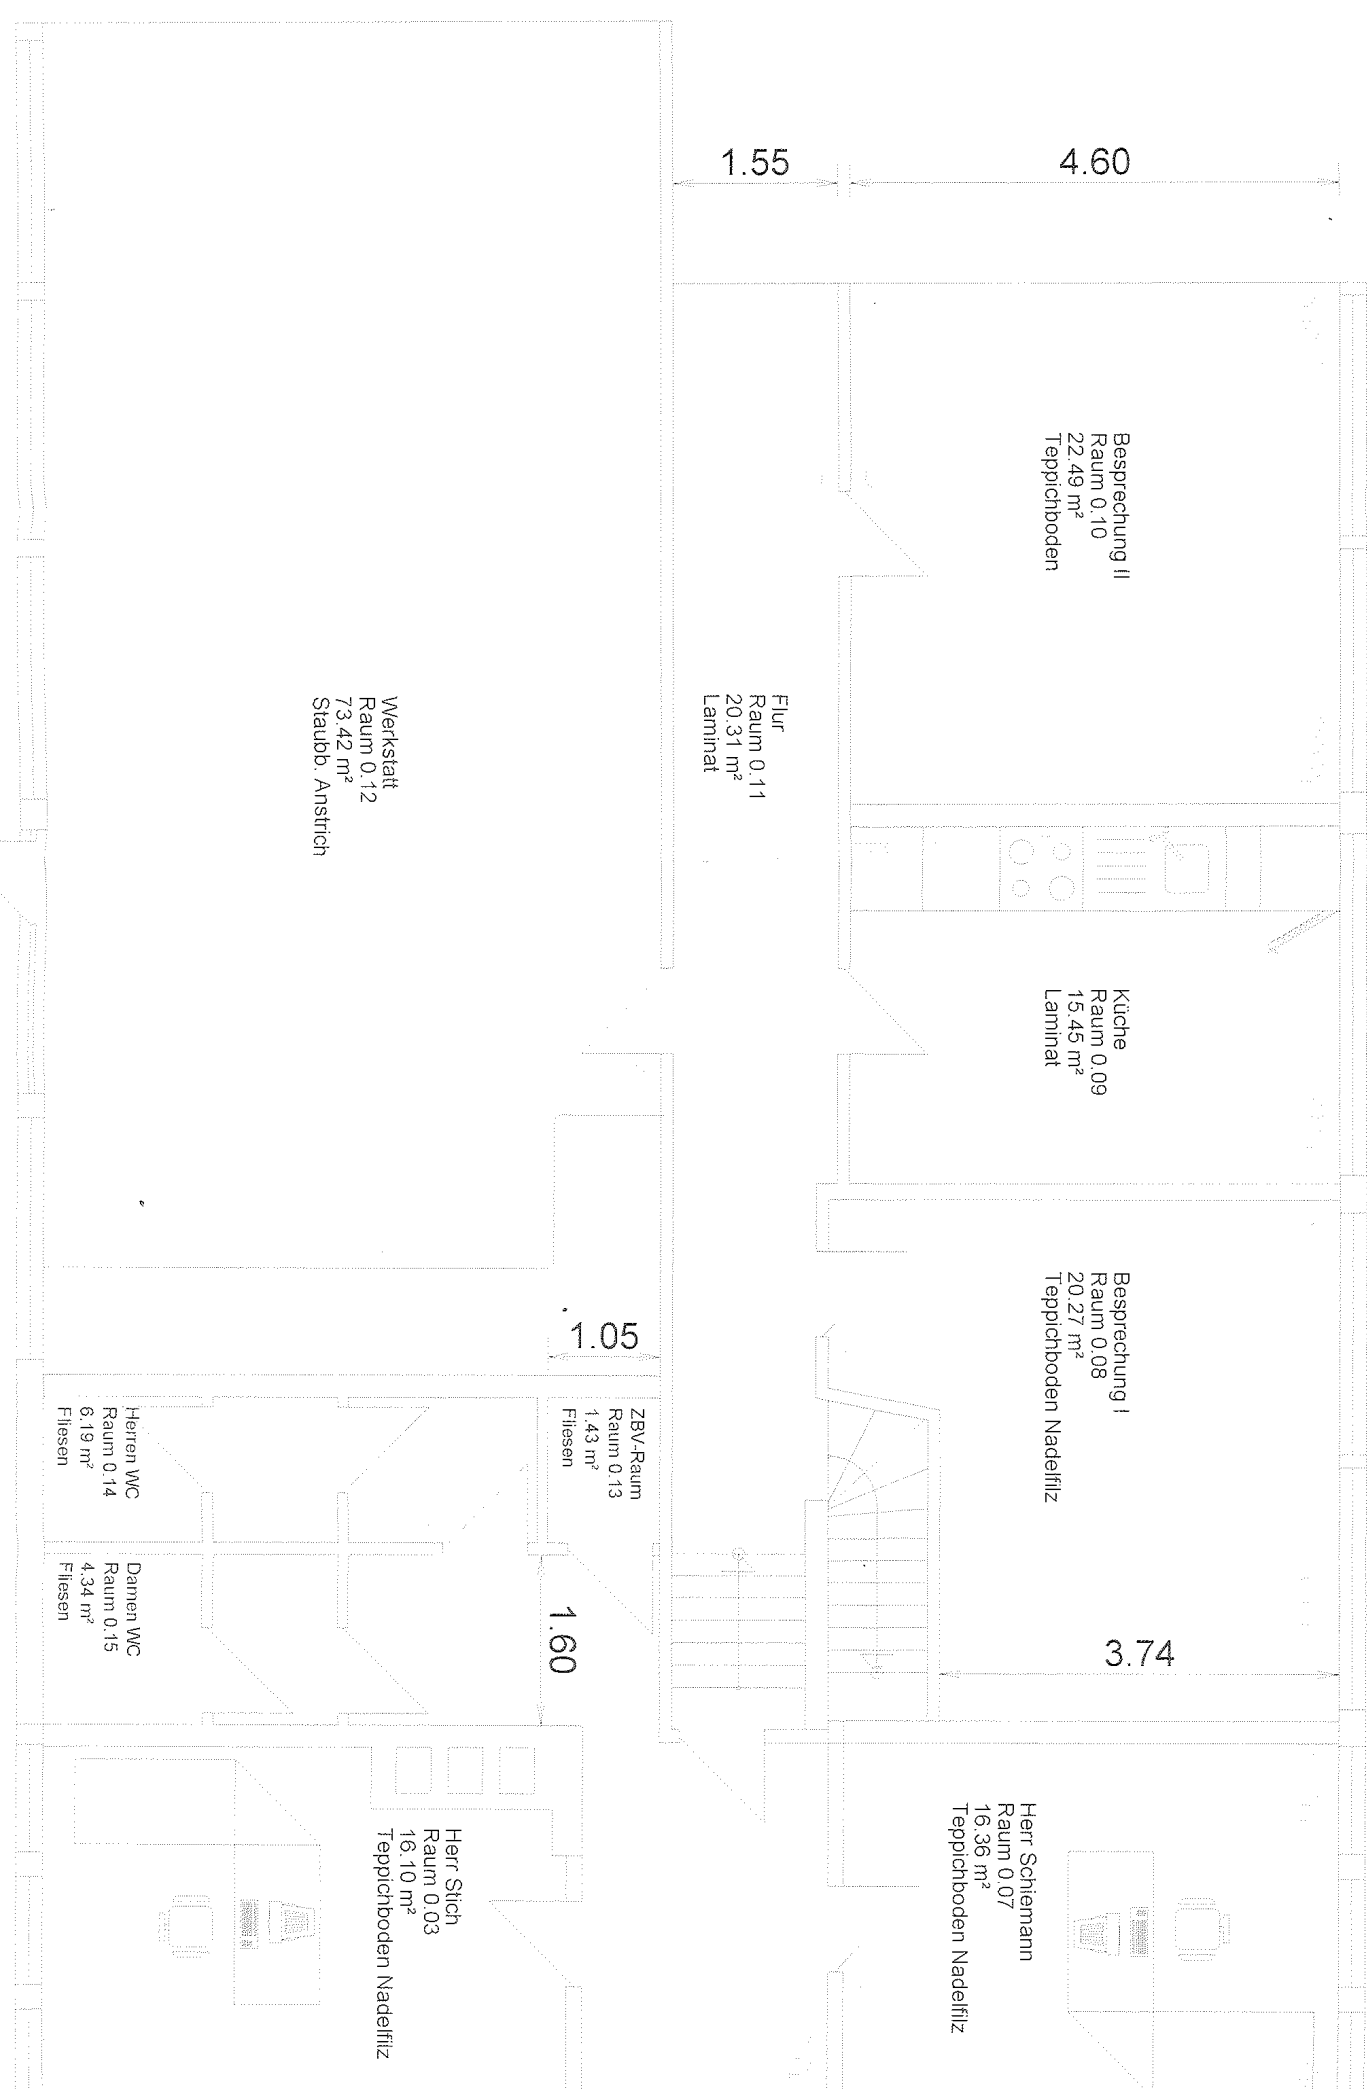 1.55
4.60
Besprechung II
Raum 0.10
22.49 m²
Teppichboden
Flur
Raum 0.11
20.31 m²
Laminat
Werkstatt
Raum 0.12
73.42 m²
Staubb. Anstrich
Küche
Raum 0.09
15.45 m²
Laminat
Besprechung I
Raum 0.08
20.27 m²
Teppichboden Nadelfilz
1.05
ZBV-Raum
Raum 0.13
1.43 m²
Fliesen
Herren WC
Raum 0.14
6.19 m²
Fliesen
Damen WC
Raum 0.15
4.34 m²
Fliesen
1.60
3.74
Herr Schiemann
Raum 0.07
16.36 m²
Teppichboden Nadelfilz
Herr Stich
Raum 0.03
16.10 m²
Teppichboden Nadelfilz